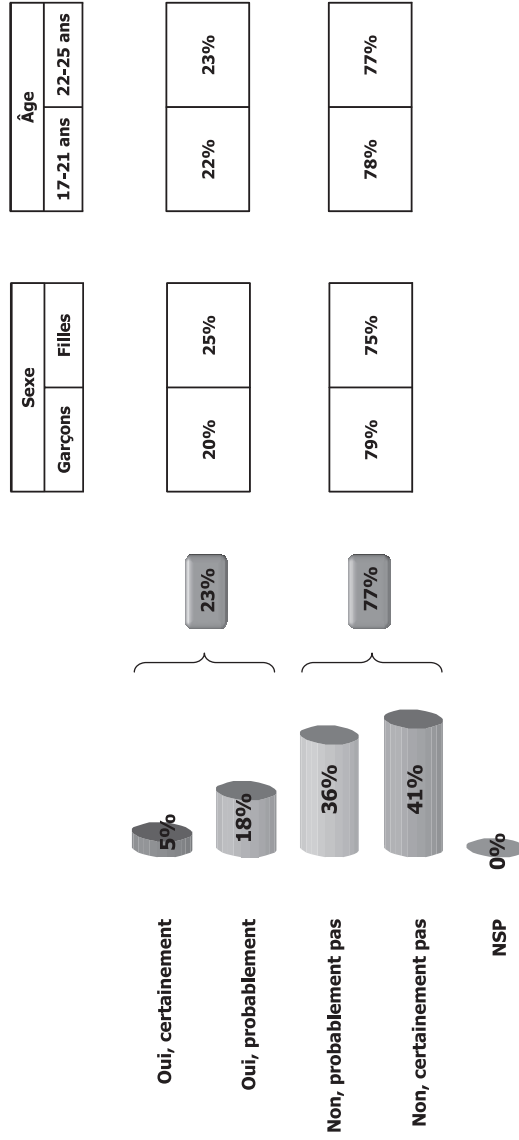 Sexe
Âge
Garçons Filles
17-21 ans 22-25 ans
Oui, certainement 5%
Oui, probablement 18%
23%
20% 25%
22% 23%
Non, probablement pas 36%
Non, certainement pas 41%
77%
79% 75%
78% 77%
NSP 0%